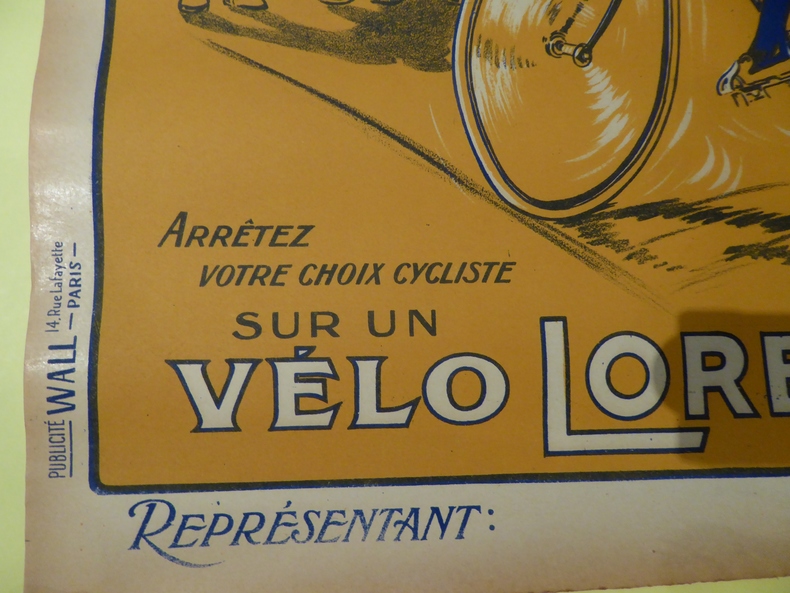 ARRÊTEZ
VOTRE CHOIX CYCLISTE
SUR UN
VÉLO LORE
REPRÉSENTANT:
PUBLICITÉ WALL 14, Rue Lafayette
— PARIS —